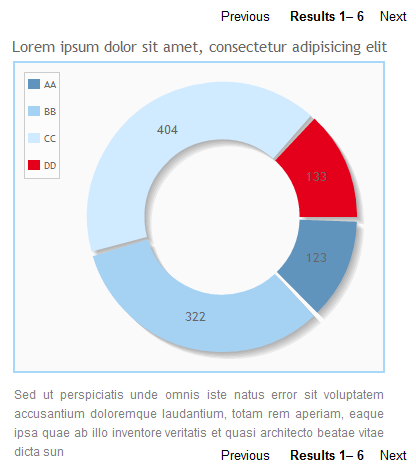 Previous Results 1– 6 Next
Lorem ipsum dolor sit amet, consectetur adipisicing elit
AA
BB
CC
DD
404
133
123
322
Sed ut perspiciatis unde omnis iste natus error sit voluptatem
accusantium doloremque laudantium, totam rem aperiam, eaque
ipsa quae ab illo inventore veritatis et quasi architecto beatae vitae
dicta sun
Previous Results 1– 6 Next